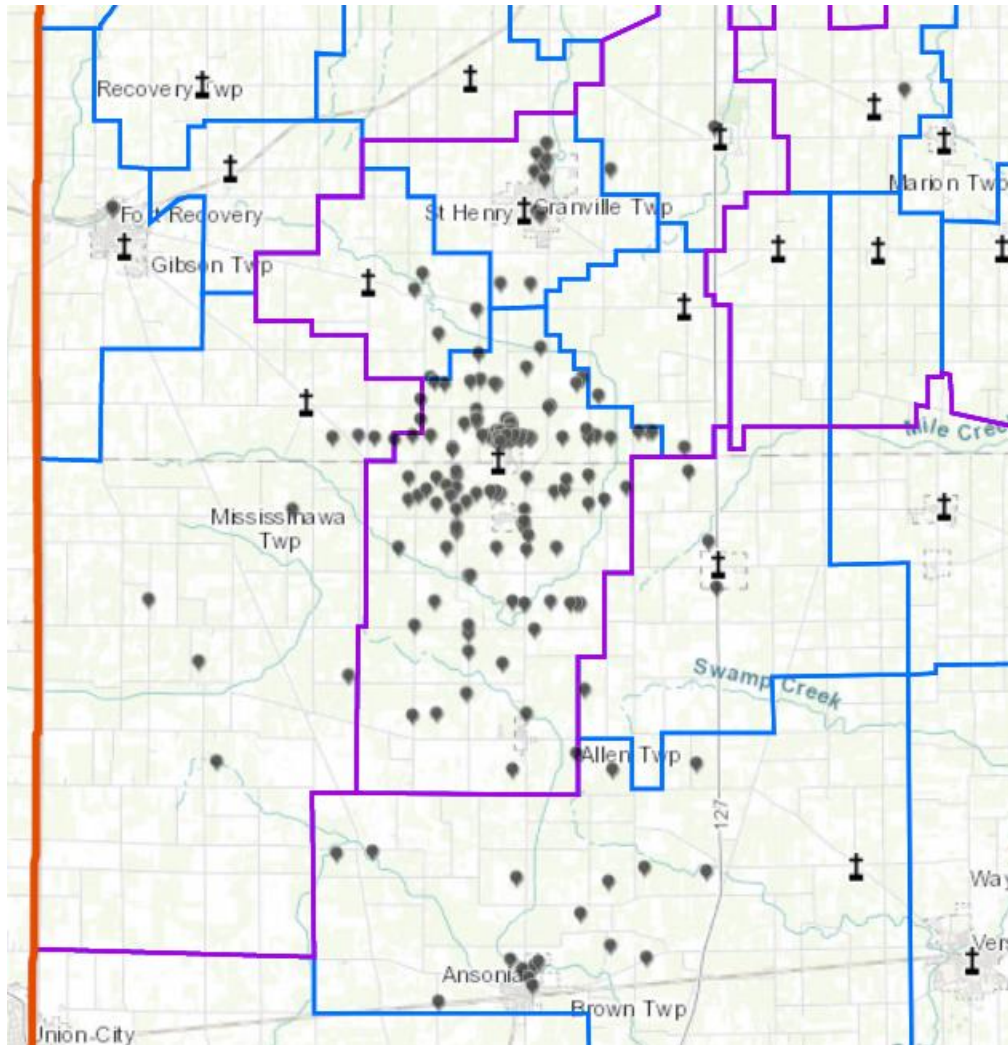 Recovery Twp
Marion Twp
St Henry
Granville Twp
Fort Recovery
Gibson Twp
Mile Creek
Mississinawa
Twp
Swamp Creek
Allen Twp
127
Ansonia
Brown Twp
Union City